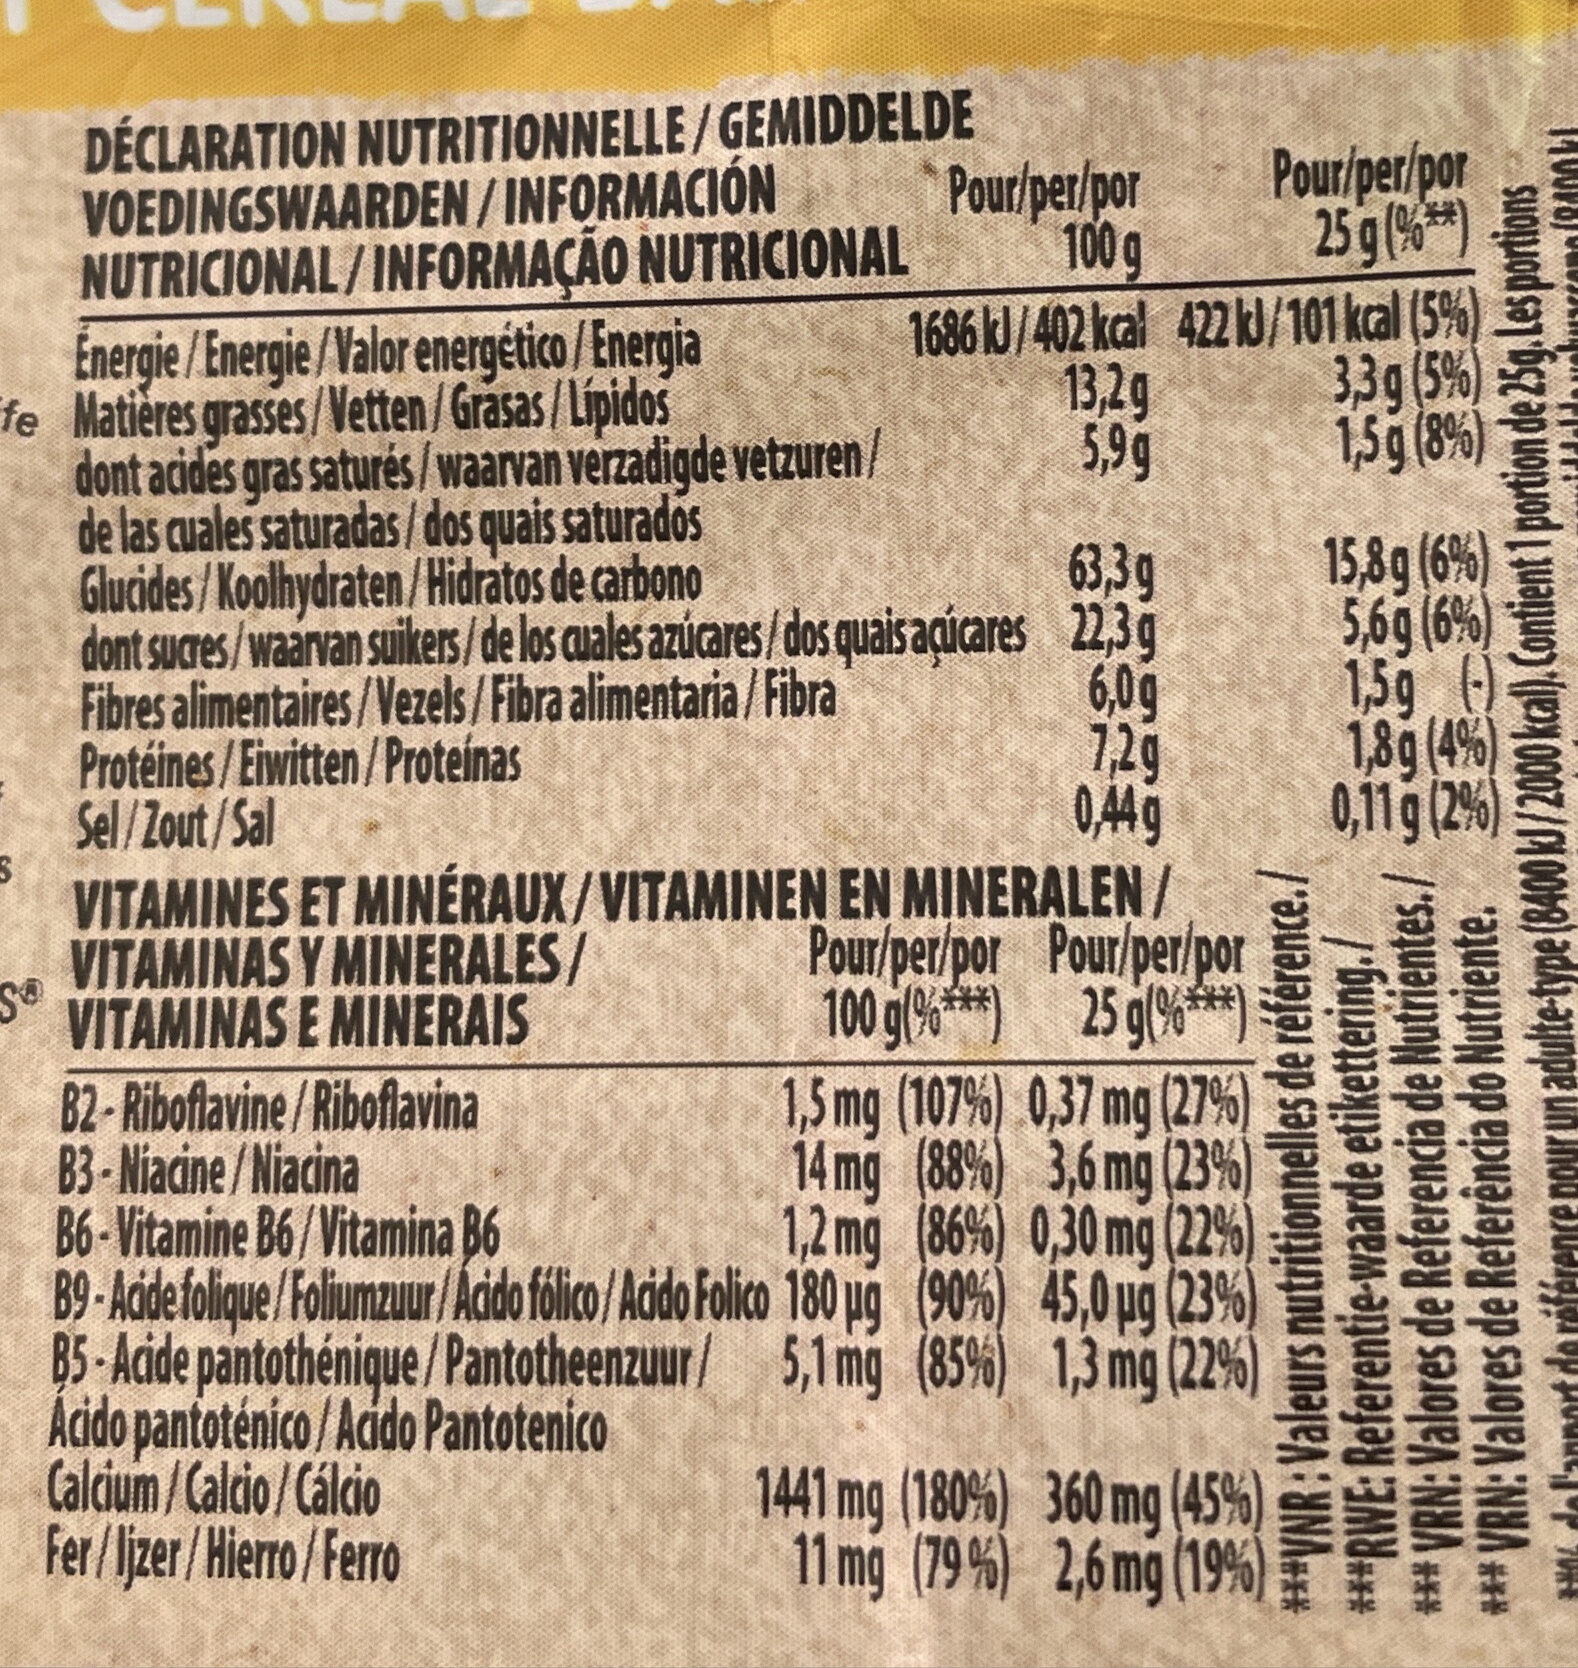 CEREAL
DÉCLARATION NUTRITIONNELLE / GEMIDDELDE
VOEDINGSWAARDEN / INFORMACIÓN
NUTRICIONAL / INFORMAÇÃO NUTRICIONAL
Pour/per/por 100 g
Pour/per/por 25 g (%**)
Énergie / Energie / Valor energético / Energia 1686 kJ / 402 kcal 422 kJ / 101 kcal (5%)
Matières grasses / Vetten / Grasas / Lípidos 13,2 g 3,3 g (5%)
dont acides gras saturés / waarvan verzadigde vetzuren / 5,9 g 1,5 g (8%)
de las cuales saturadas / dos quais saturados
Glucides / Koolhydraten / Hidratos de carbono 63,3 g 15,8 g (6%)
dont sucres / waarvan suikers / de los cuales azúcares / dos quais açúcares 22,3 g 5,6 g (6%)
Fibres alimentaires / Vezels / Fibra alimentaria / Fibra 6,0 g 1,5 g (-)
Protéines / Eiwitten / Proteínas 7,2 g 1,8 g (4%)
Sel / Zout / Sal 0,44 g 0,11 g (2%)
VITAMINES ET MINÉRAUX / VITAMINEN EN MINERALEN /
VITAMINAS Y MINERALES /
VITAMINAS E MINERAIS
Pour/per/por 100 g(%***)
Pour/per/por 25 g(%***)
B2 - Riboflavine / Riboflavina 1,5 mg (107%) 0,37 mg (27%)
B3 - Niacine / Niacina 14 mg (88%) 3,6 mg (23%)
B6 - Vitamine B6 / Vitamina B6 1,2 mg (86%) 0,30 mg (22%)
B9 - Acide folique / Foliumzuur / Ácido fólico / Acido Folico 180 µg (90%) 45,0 µg (23%)
B5 - Acide pantothénique / Pantotheenzuur / 5,1 mg (85%) 1,3 mg (22%)
Ácido pantoténico / Acido Pantotenico
Calcium / Calcio / Cálcio 1441 mg (180%) 360 mg (45%)
Fer / Ijzer / Hierro / Ferro 11 mg (79 %) 2,6 mg (19%)
***VNR : Valeurs nutritionnelles de référence. /
***RWE: Referentie-waarde etikettering. /
*** VRN: Valores de Referencia de Nutrientes. /
*** VRN: Valores de Referência do Nutriente.
**% de l'apport de référence pour un adulte-type (8400 kJ / 2000 kcal). Contient 1 portion de 25g. Les portions